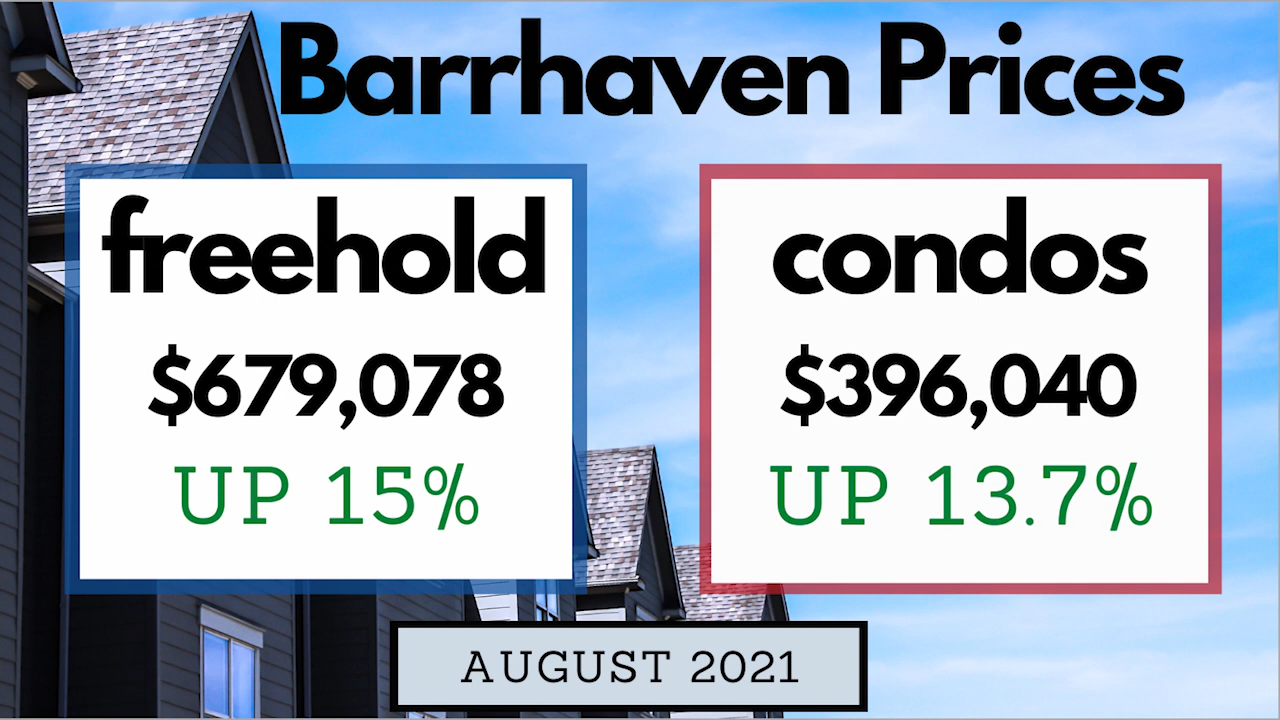 Barrhaven Prices
freehold
$679,078
UP 15%
condos
$396,040
UP 13.7%
AUGUST 2021